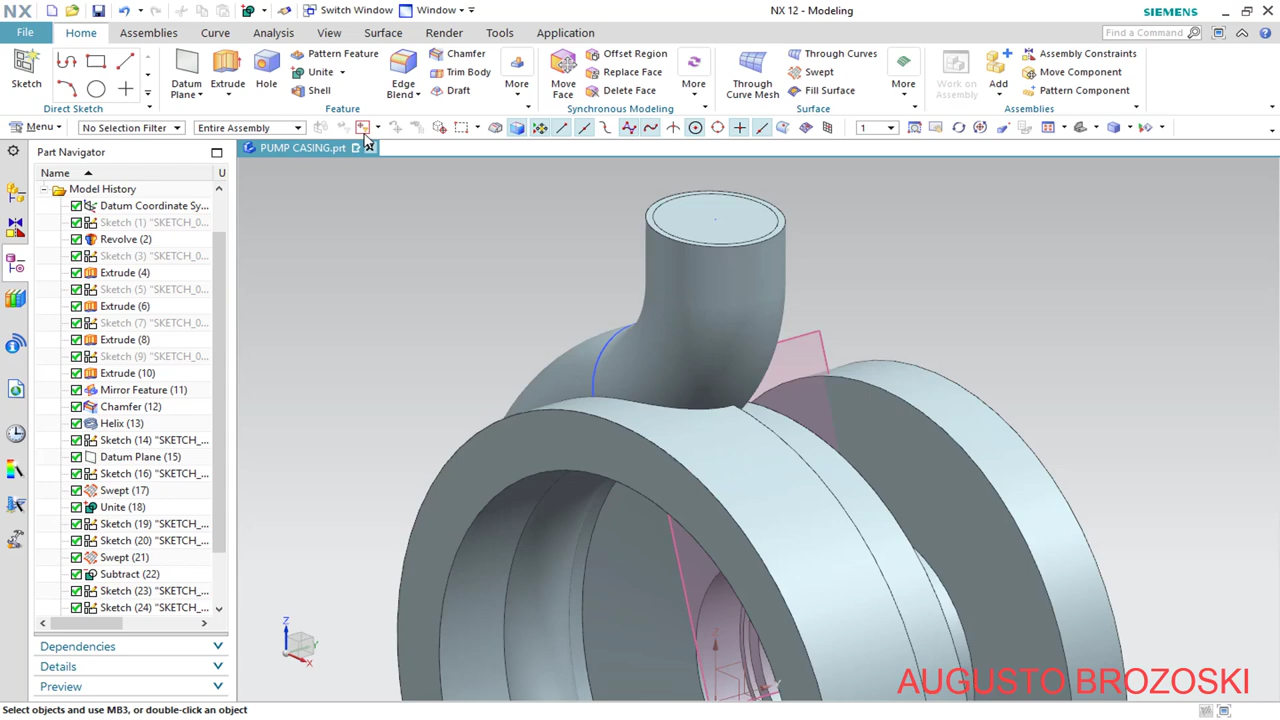 NX
Switch Window
Window
NX 12 - Modeling
SIEMENS
File
Home
Assemblies
Curve
Analysis
View
Surface
Render
Tools
Application
Find a Command
Sketch
Direct Sketch
Datum Plane
Extrude
Hole
Pattern Feature
Unite
Shell
Edge Blend
Chamfer
Trim Body
Draft
More
Feature
Move Face
Offset Region
Replace Face
Delete Face
More
Synchronous Modeling
Through Curve Mesh
Through Curves
Swept
Fill Surface
More
Surface
Work on Assembly
Add
Assembly Constraints
Move Component
Pattern Component
Assemblies
Menu
No Selection Filter
Entire Assembly
1
Part Navigator
PUMP CASING.prt
Name
U
Model History
Datum Coordinate Sy...
Sketch (1) "SKETCH_0...
Revolve (2)
Sketch (3) "SKETCH_0...
Extrude (4)
Sketch (5) "SKETCH_0...
Extrude (6)
Sketch (7) "SKETCH_0...
Extrude (8)
Sketch (9) "SKETCH_0...
Extrude (10)
Mirror Feature (11)
Chamfer (12)
Helix (13)
Sketch (14) "SKETCH_...
Datum Plane (15)
Sketch (16) "SKETCH_...
Swept (17)
Unite (18)
Sketch (19) "SKETCH_...
Sketch (20) "SKETCH_...
Swept (21)
Subtract (22)
Sketch (23) "SKETCH_...
Sketch (24) "SKETCH_...
Dependencies
Details
Preview
Z
Y
X
Z
AUGUSTO BROZOSKI
Select objects and use MB3, or double-click an object